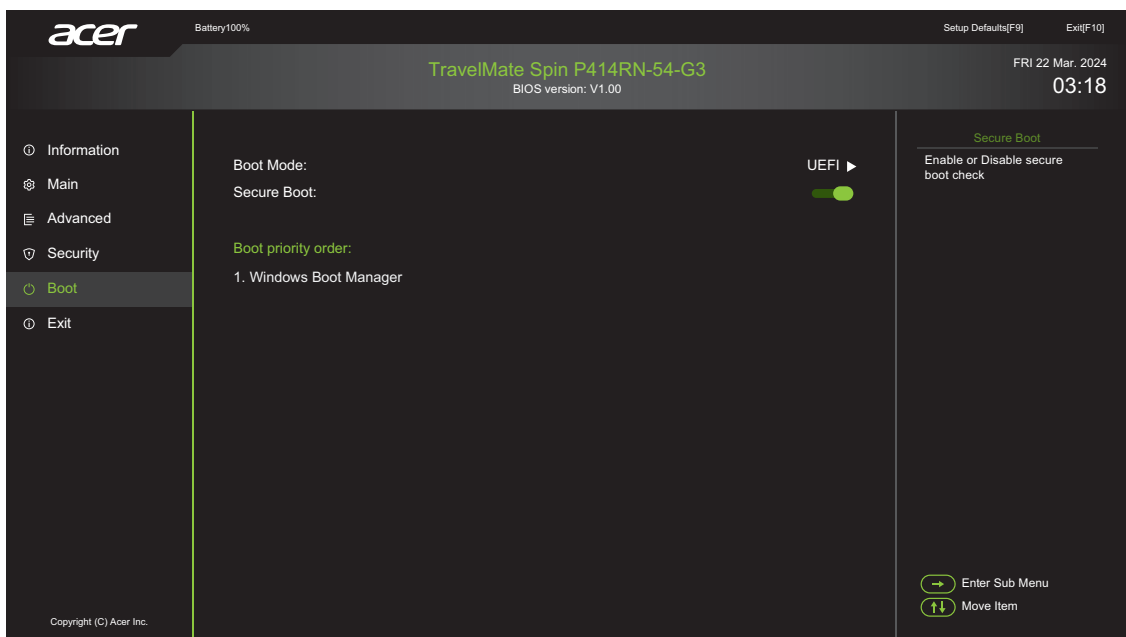 acer
Battery100%
Setup Defaults[F9]
Exit[F10]
TravelMate Spin P414RN-54-G3
BIOS version: V1.00
FRI 22 Mar. 2024
03:18
Information
Main
Advanced
Security
Boot
Exit
Boot Mode:
UEFI
Secure Boot:
Boot priority order:
1. Windows Boot Manager
Secure Boot
Enable or Disable secure
boot check
Enter Sub Menu
Move Item
Copyright (C) Acer Inc.